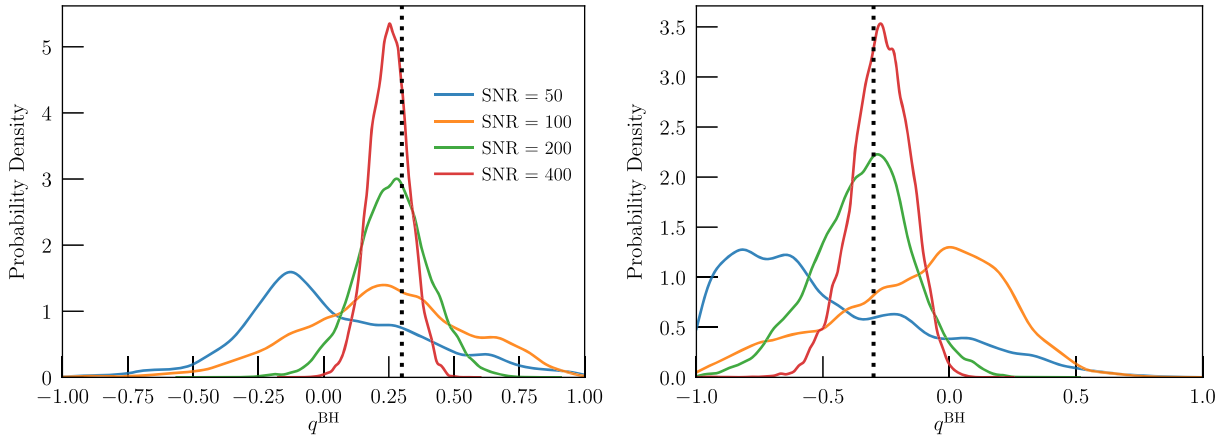 Probability Density
5
4
3
2
1
0
SNR = 50
SNR = 100
SNR = 200
SNR = 400
−1.00 −0.75 −0.50 −0.25 0.00 0.25 0.50 0.75 1.00
q^BH
Probability Density
3.5
3.0
2.5
2.0
1.5
1.0
0.5
0.0
−1.0 −0.5 0.0 0.5 1.0
q^BH